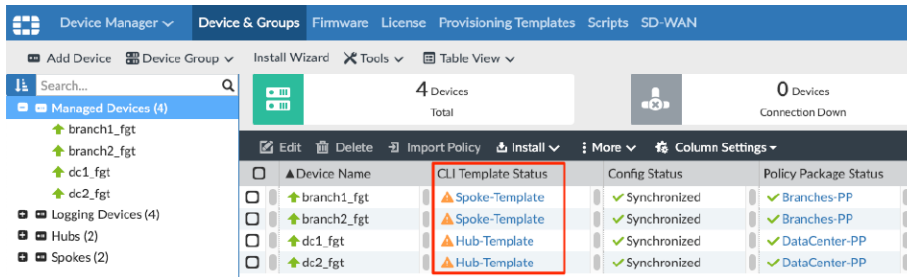 Device Manager Device & Groups Firmware License Provisioning Templates Scripts SD-WAN
Add Device Device Group Install Wizard Tools Table View
Search...
Managed Devices (4)
branch1_fgt
branch2_fgt
dc1_fgt
dc2_fgt
Logging Devices (4)
Hubs (2)
Spokes (2)
4 Devices
Total
0 Devices
Connection Down
Edit Delete Import Policy Install More Column Settings
Device Name CLI Template Status Config Status Policy Package Status
branch1_fgt Spoke-Template Synchronized Branches-PP
branch2_fgt Spoke-Template Synchronized Branches-PP
dc1_fgt Hub-Template Synchronized DataCenter-PP
dc2_fgt Hub-Template Synchronized DataCenter-PP